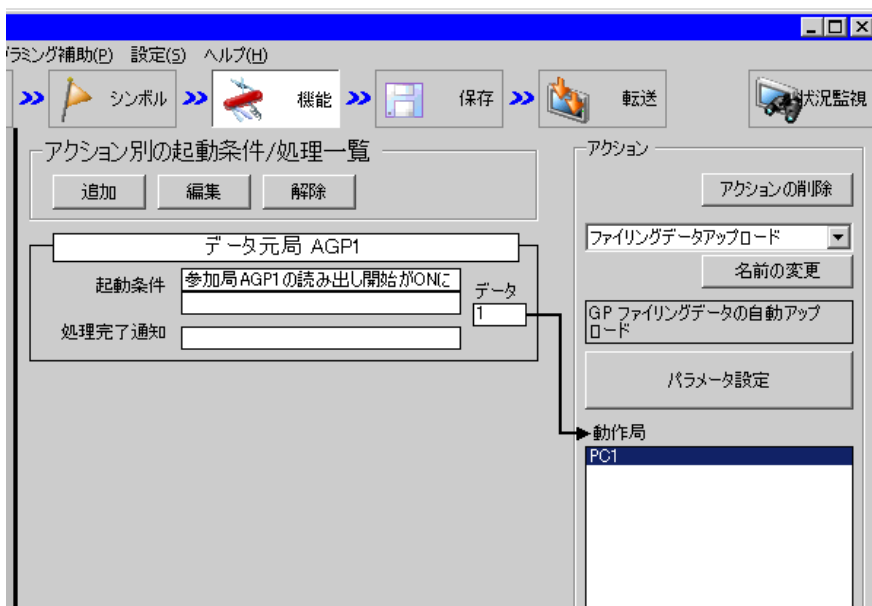 ラミング補助(P) 設定(S) ヘルプ(H)
シンボル 機能 保存 転送 状況監視
アクション別の起動条件/処理一覧
追加 編集 解除
データ元局 AGP1
起動条件 参加局AGP1の読み出し開始がONに
データ
1
処理完了通知
アクション
アクションの削除
ファイリングデータアップロード
名前の変更
GP ファイリングデータの自動アップ
ロード
パラメータ設定
動作局
PC1